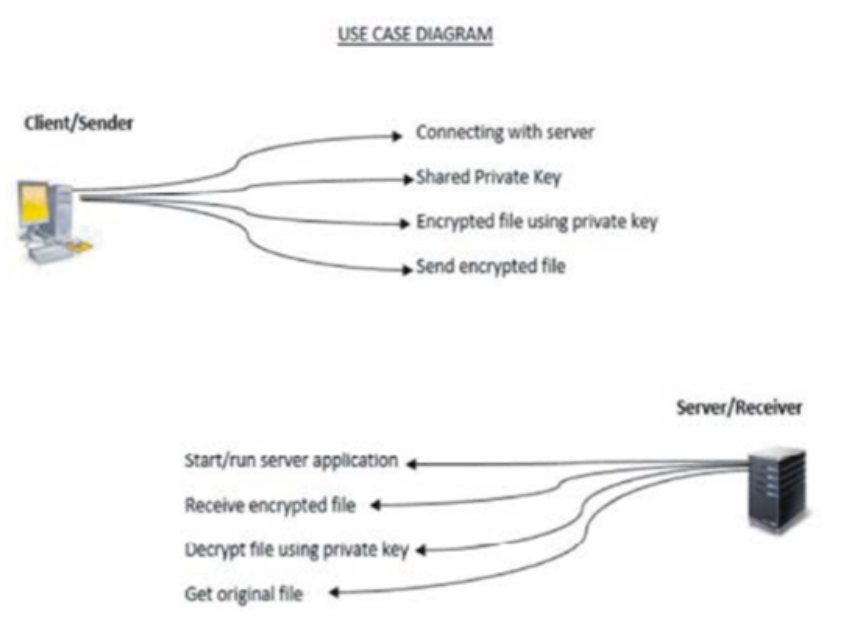 USE CASE DIAGRAM
Client/Sender
Connecting with server
Shared Private Key
Encrypted file using private key
Send encrypted file
Server/Receiver
Start/run server application
Receive encrypted file
Decrypt file using private key
Get original file